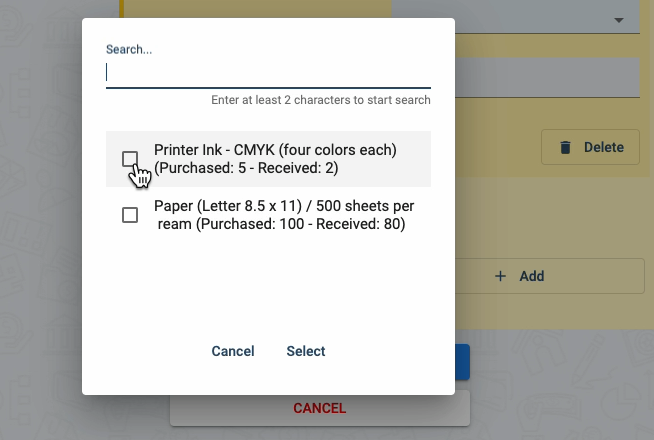 Search...
Enter at least 2 characters to start search
Printer Ink - CMYK (four colors each)
(Purchased: 5 - Received: 2)
Paper (Letter 8.5 x 11) / 500 sheets per
ream (Purchased: 100 - Received: 80)
Delete
Add
Cancel
Select
CANCEL